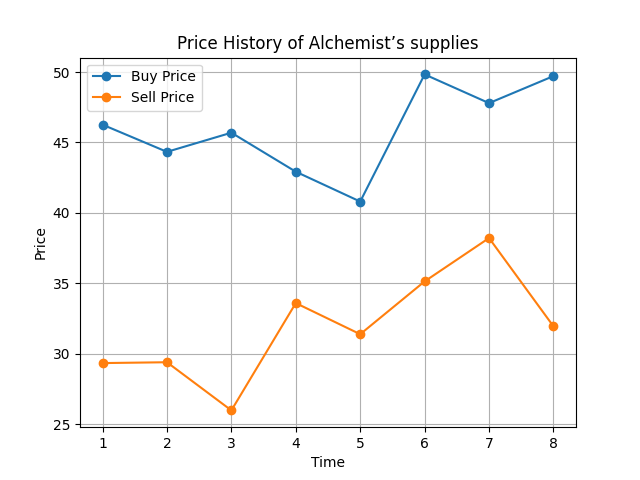 Price History of Alchemist’s supplies
Buy Price
Sell Price
50
45
40
35
30
25
Price
1 2 3 4 5 6 7 8
Time